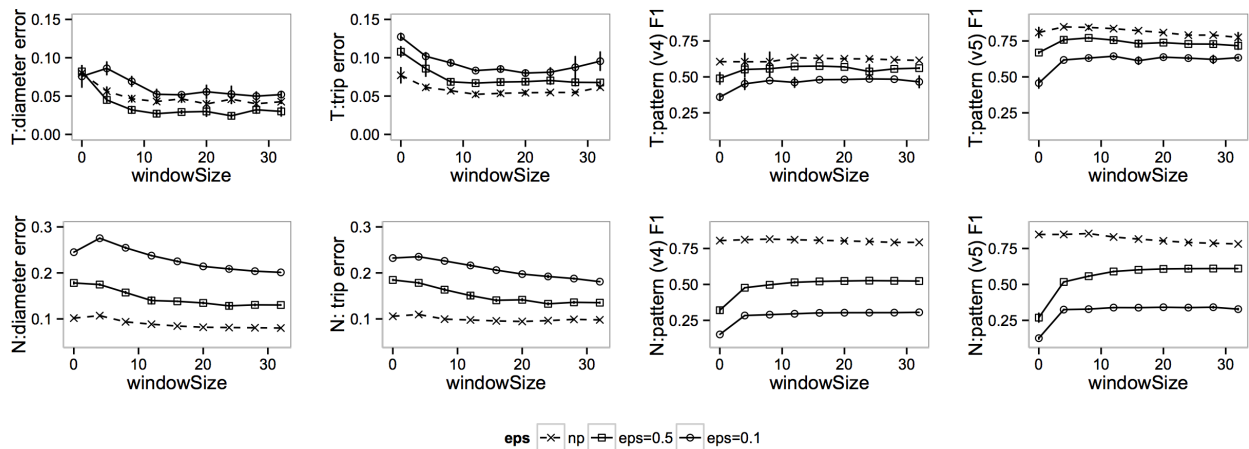 T:diameter error
0.15
0.10
0.05
0.00
0 10 20 30
windowSize
T:trip error
0.15
0.10
0.05
0.00
0 10 20 30
windowSize
T:pattern (v4) F1
0.75
0.50
0.25
0 10 20 30
windowSize
T:pattern (v5) F1
0.75
0.50
0.25
0 10 20 30
windowSize
N:diameter error
0.3
0.2
0.1
0 10 20 30
windowSize
N: trip error
0.3
0.2
0.1
0 10 20 30
windowSize
N:pattern (v4) F1
0.75
0.50
0.25
0 10 20 30
windowSize
N:pattern (v5) F1
0.75
0.50
0.25
0 10 20 30
windowSize
eps np eps=0.5 eps=0.1